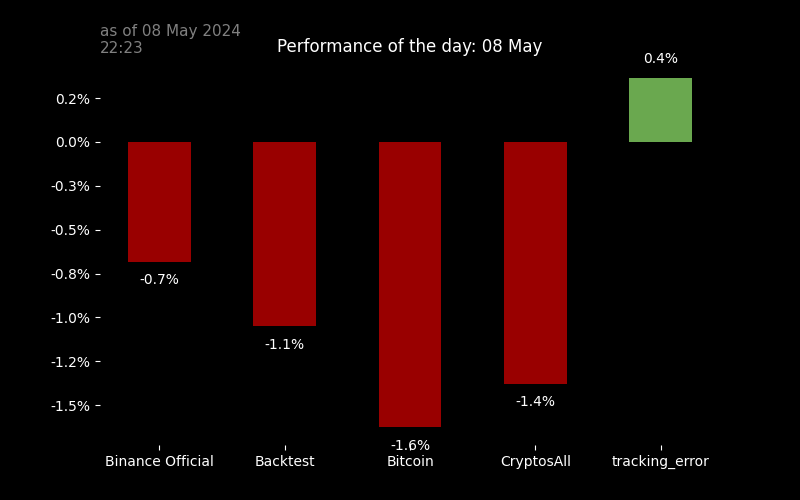 as of 08 May 2024
22:23
Performance of the day: 08 May
0.4%
0.2%
0.0%
-0.3%
-0.5%
-0.8%
-1.0%
-1.2%
-1.5%
-0.7%
-1.1%
-1.6%
-1.4%
Binance Official
Backtest
Bitcoin
CryptosAll
tracking_error